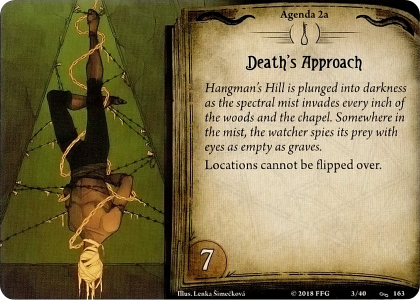 Agenda 2a
Death's Approach
Hangman's Hill is plunged into darkness
as the spectral mist invades every inch of
the woods and the chapel. Somewhere in
the mist, the watcher spies its prey with
eyes as empty as graves.
Locations cannot be flipped over.
7
Illus. Lenka Šimečková
© 2018 FFG
3/40
163